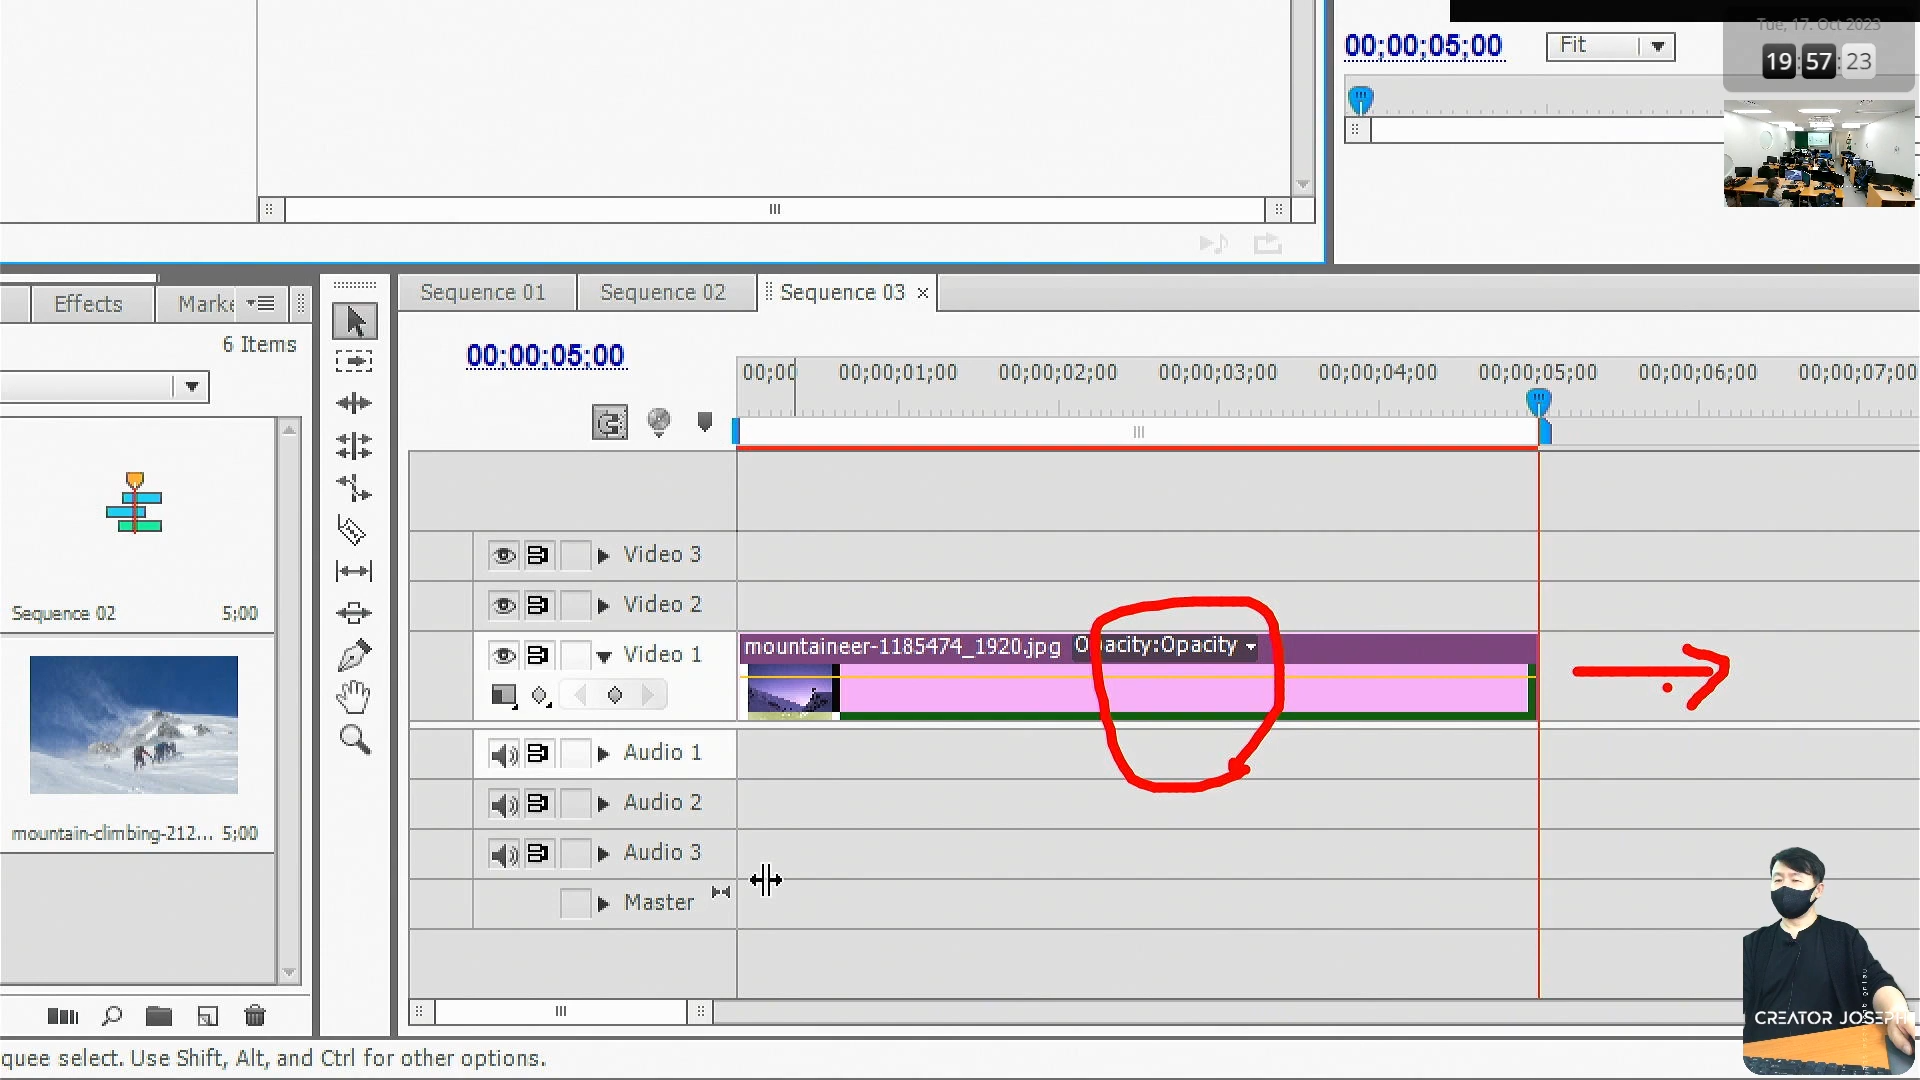 Tue, 17. Oct 2023
00;00;05;00
Fit
19:57:23
Effects
Marke
Sequence 01
Sequence 02
Sequence 03
6 Items
00;00;05;00
00;00
00;00;01;00
00;00;02;00
00;00;03;00
00;00;04;00
00;00;05;00
00;00;06;00
00;00;07;00
Video 3
Sequence 02 5;00
Video 2
mountaineer-1185474_1920.jpg Opacity:Opacity
Video 1
Audio 1
Audio 2
mountain-climbing-212... 5;00
Audio 3
Master
CREATOR JOSEPH
quee select. Use Shift, Alt, and Ctrl for other options.